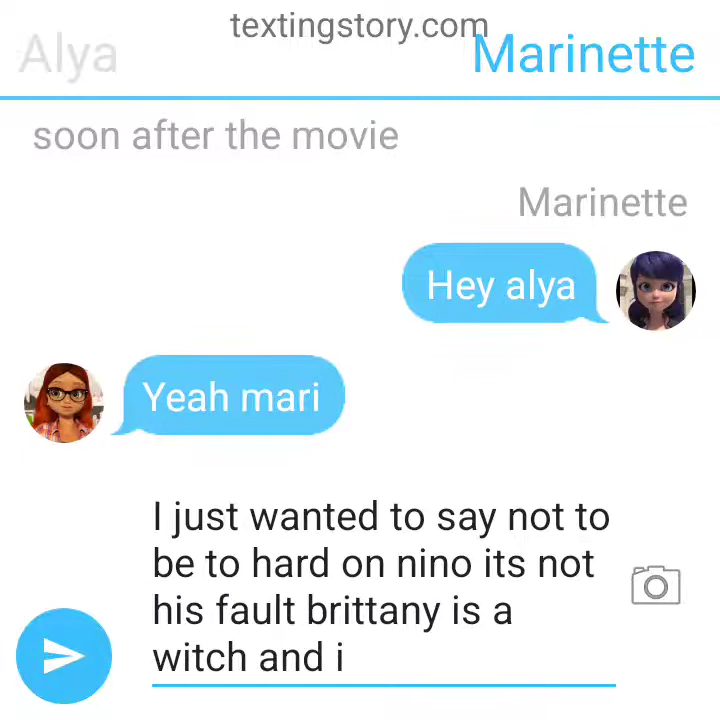 textingstory.com
Alya
Marinette
soon after the movie
Marinette
Hey alya
Yeah mari
I just wanted to say not to
be to hard on nino its not
his fault brittany is a
witch and i